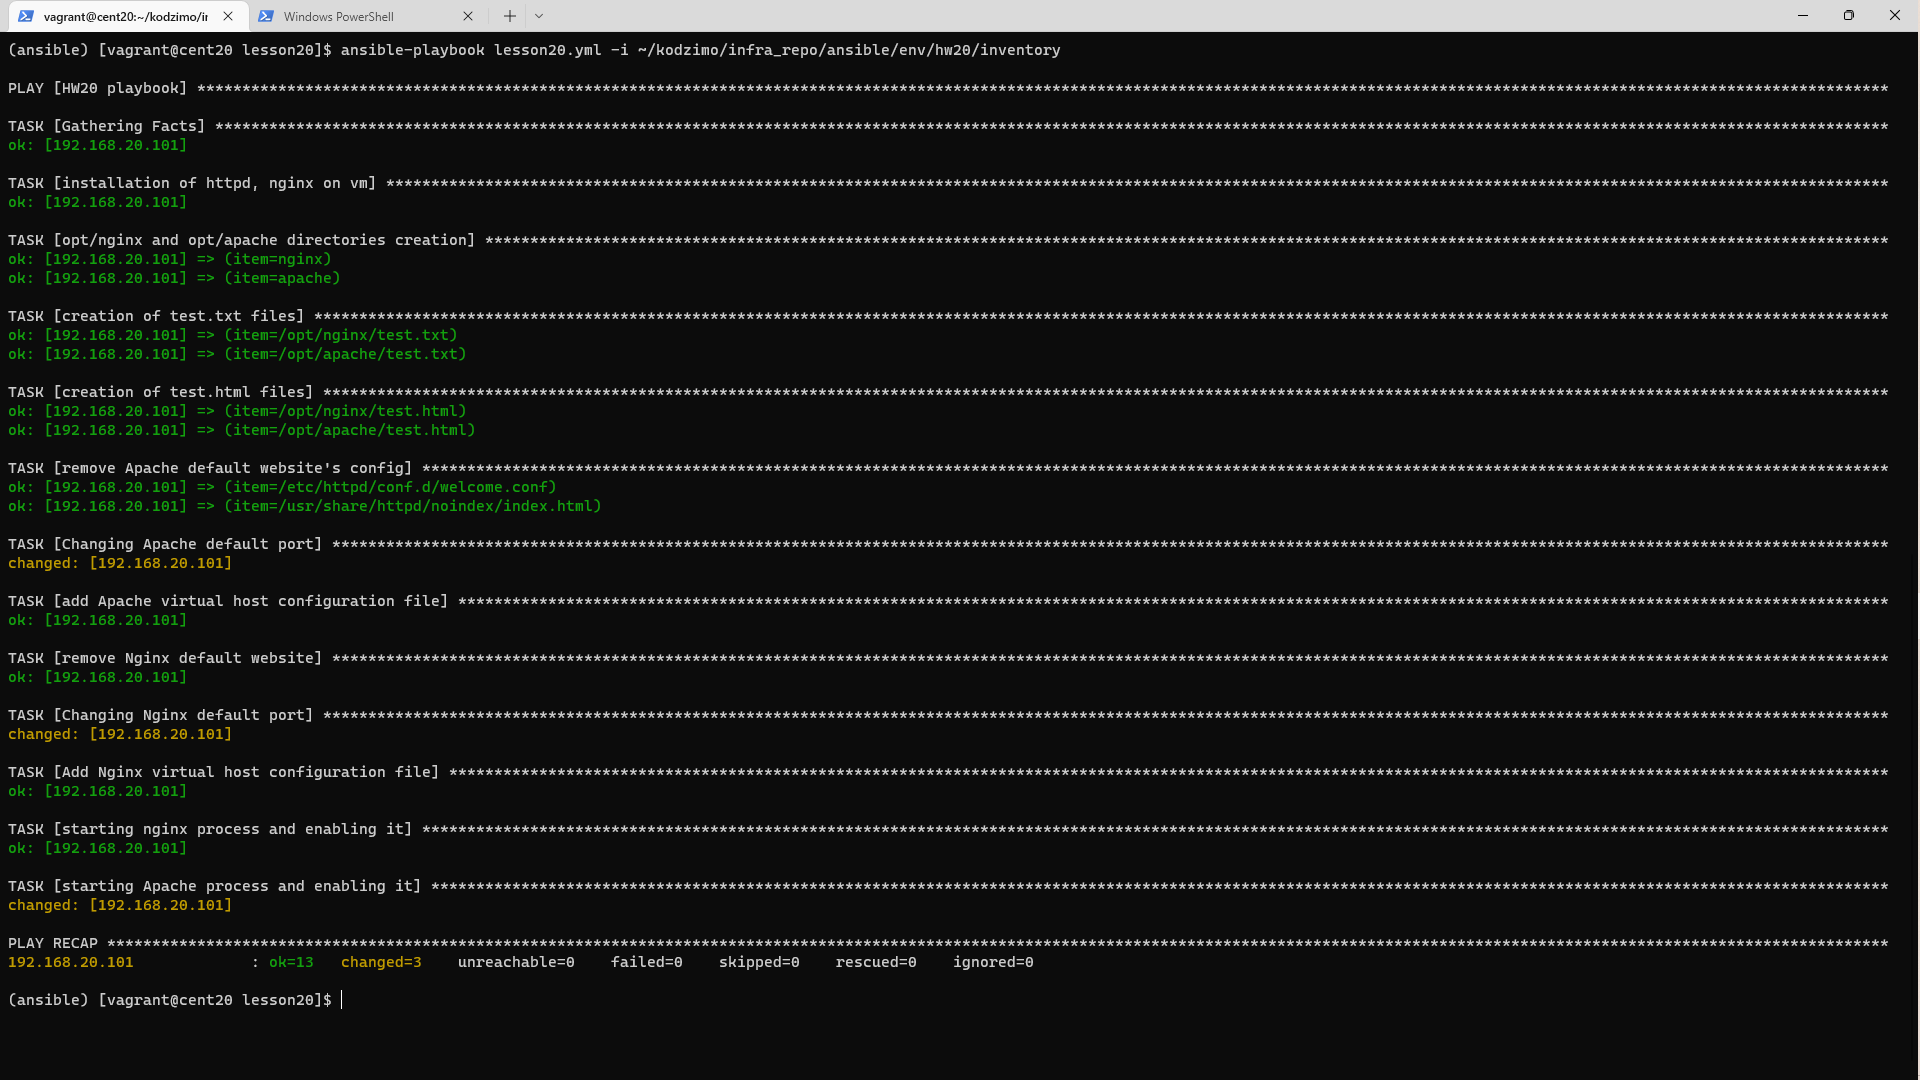 vagrant@cent20:~/kodzimo/ir
Windows PowerShell
(ansible) [vagrant@cent20 lesson20]$ ansible-playbook lesson20.yml -i ~/kodzimo/infra_repo/ansible/env/hw20/inventory
PLAY [HW20 playbook] ****
TASK [Gathering Facts] ****
ok: [192.168.20.101]
TASK [installation of httpd, nginx on vm] ****
ok: [192.168.20.101]
TASK [opt/nginx and opt/apache directories creation] ****
ok: [192.168.20.101] => (item=nginx)
ok: [192.168.20.101] => (item=apache)
TASK [creation of test.txt files] ****
ok: [192.168.20.101] => (item=/opt/nginx/test.txt)
ok: [192.168.20.101] => (item=/opt/apache/test.txt)
TASK [creation of test.html files] ****
ok: [192.168.20.101] => (item=/opt/nginx/test.html)
ok: [192.168.20.101] => (item=/opt/apache/test.html)
TASK [remove Apache default website's config] ****
ok: [192.168.20.101] => (item=/etc/httpd/conf.d/welcome.conf)
ok: [192.168.20.101] => (item=/usr/share/httpd/noindex/index.html)
TASK [Changing Apache default port] ****
changed: [192.168.20.101]
TASK [add Apache virtual host configuration file] ****
ok: [192.168.20.101]
TASK [remove Nginx default website] ****
ok: [192.168.20.101]
TASK [Changing Nginx default port] ****
changed: [192.168.20.101]
TASK [Add Nginx virtual host configuration file] ****
ok: [192.168.20.101]
TASK [starting nginx process and enabling it] ****
ok: [192.168.20.101]
TASK [starting Apache process and enabling it] ****
changed: [192.168.20.101]
PLAY RECAP ****
192.168.20.101 : ok=13 changed=3 unreachable=0 failed=0 skipped=0 rescued=0 ignored=0
(ansible) [vagrant@cent20 lesson20]$